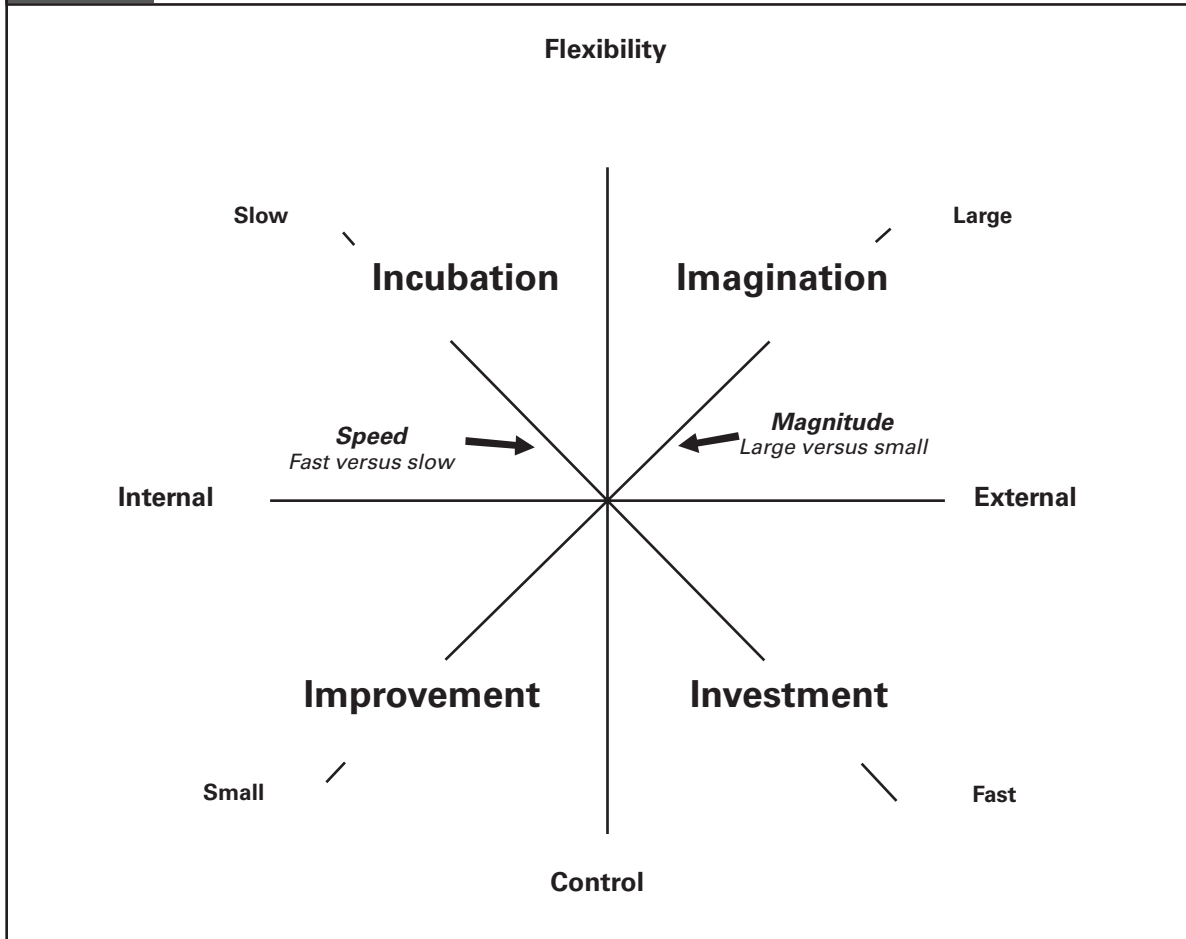 Flexibility
Slow
Large
Incubation
Imagination
Speed
Fast versus slow
Magnitude
Large versus small
Internal
External
Improvement
Investment
Small
Fast
Control